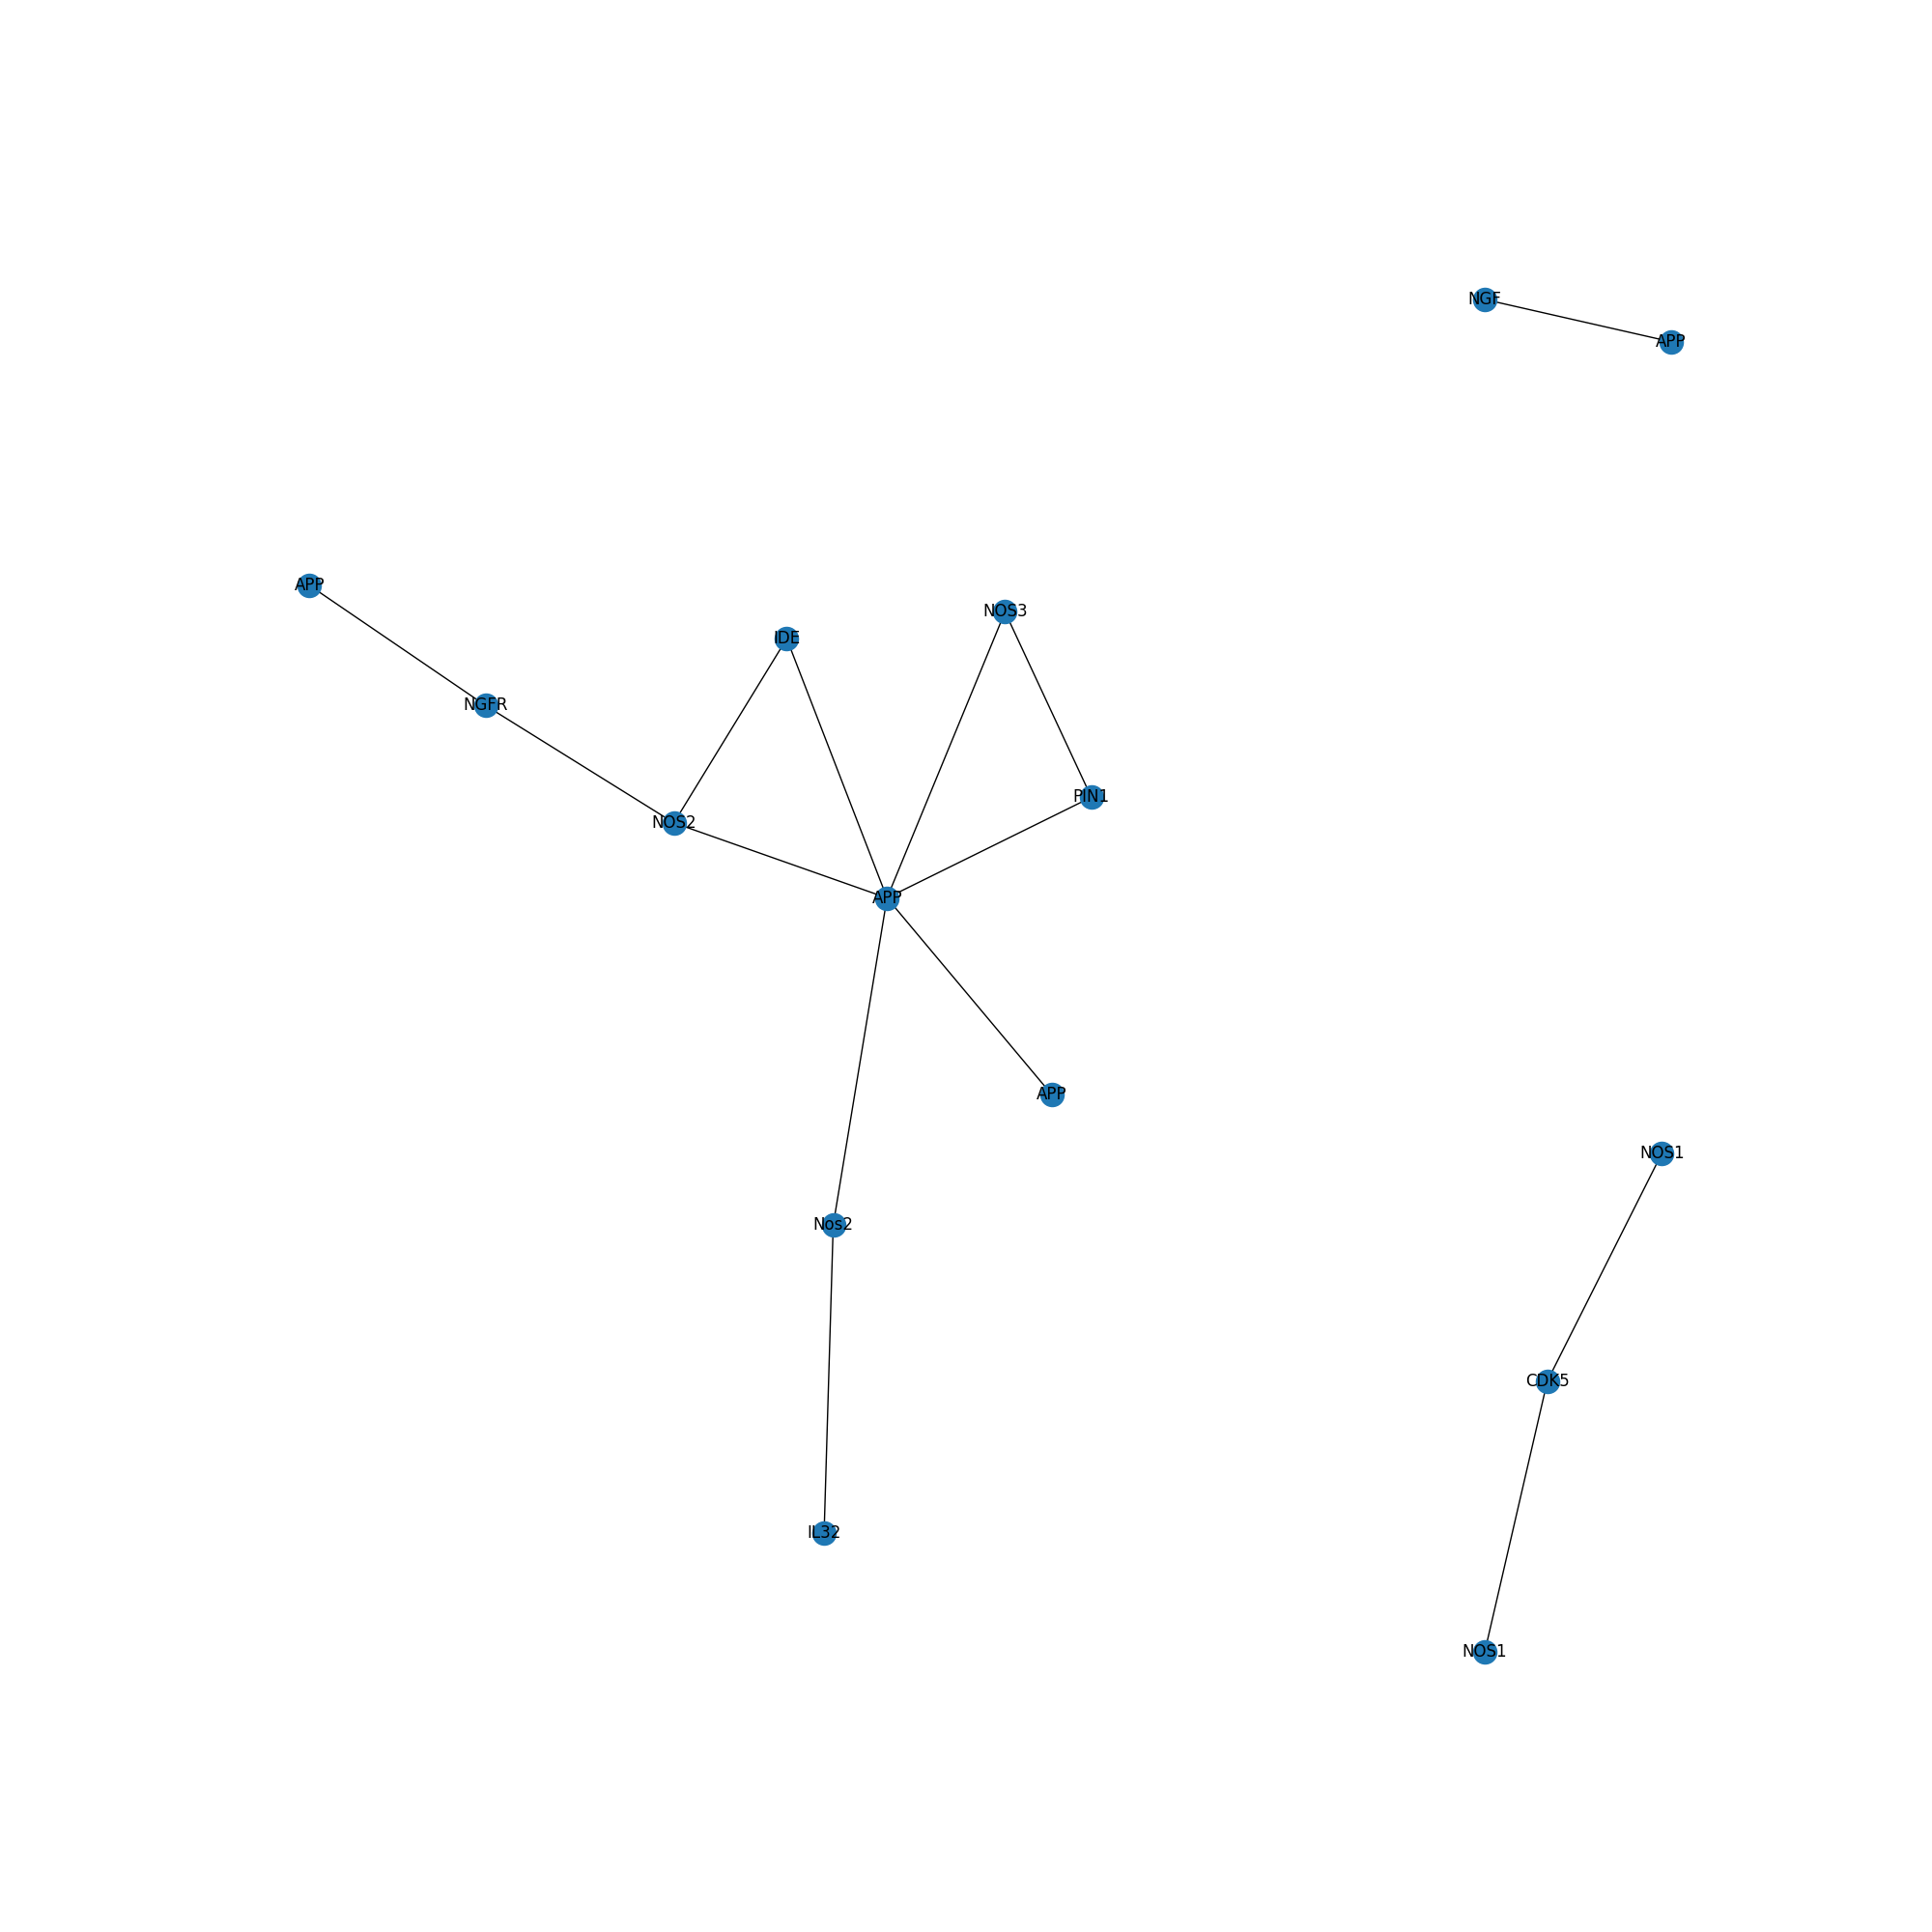 NGF
APP
APP
NOS3
IDE
NGFR
PIN1
NOS2
APP
APP
NOS1
Nos2
CDK5
IL32
NOS1